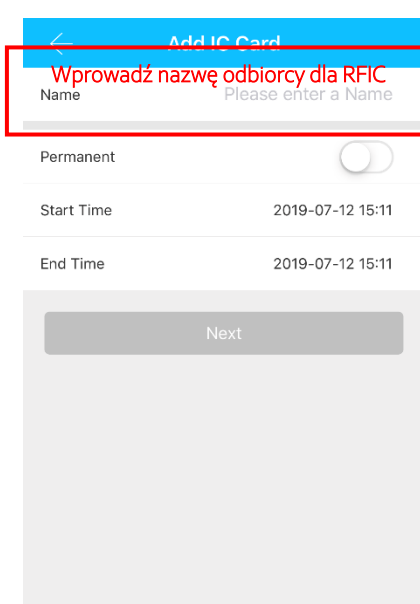 Add IC Card
Wprowadź nazwę odbiorcy dla RFIC
Name Please enter a Name
Permanent
Start Time 2019-07-12 15:11
End Time 2019-07-12 15:11
Next